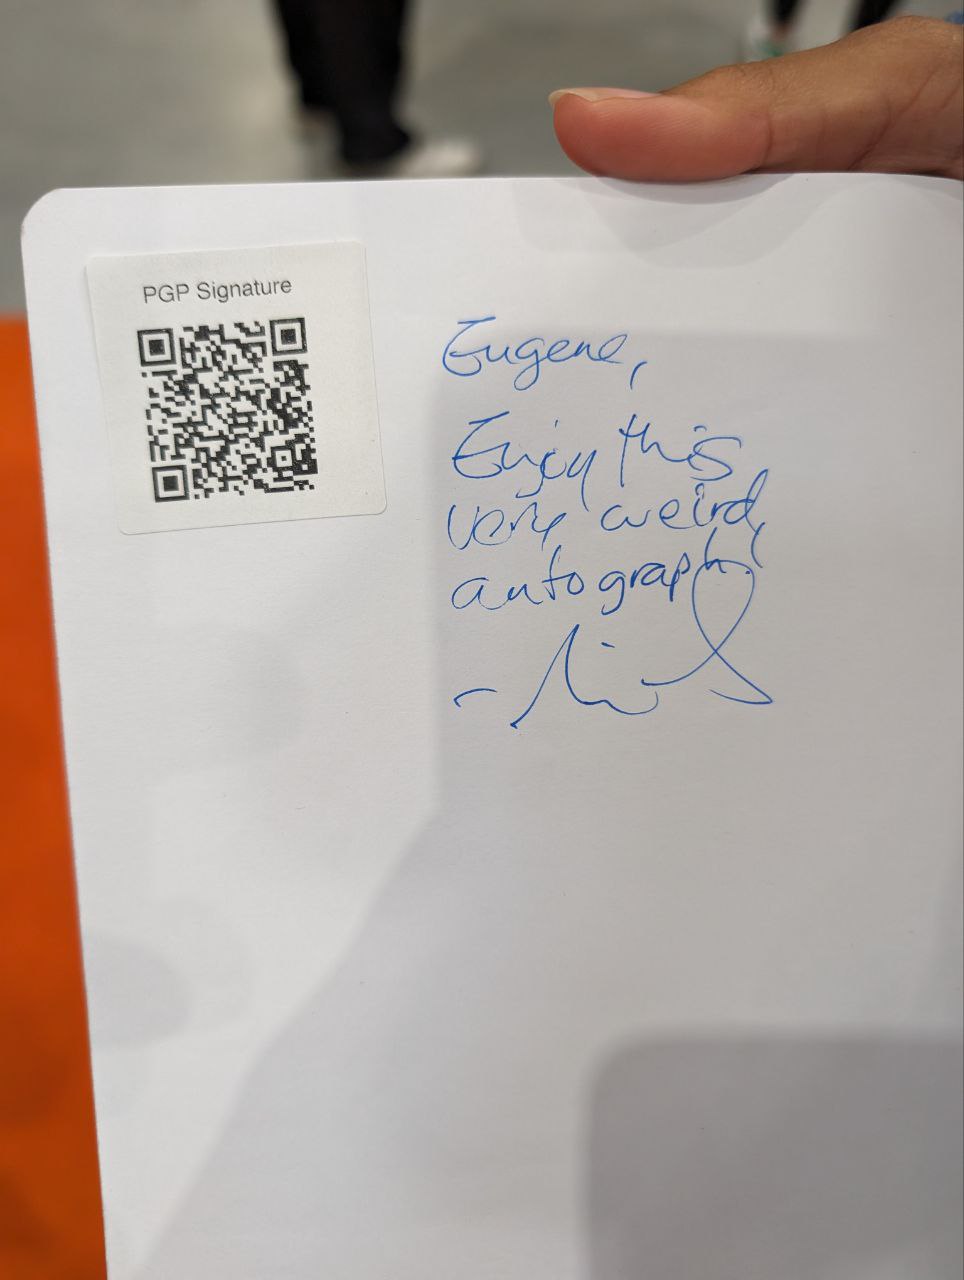 PGP Signature
Eugene,
Enjoy this
very weird
autograph!